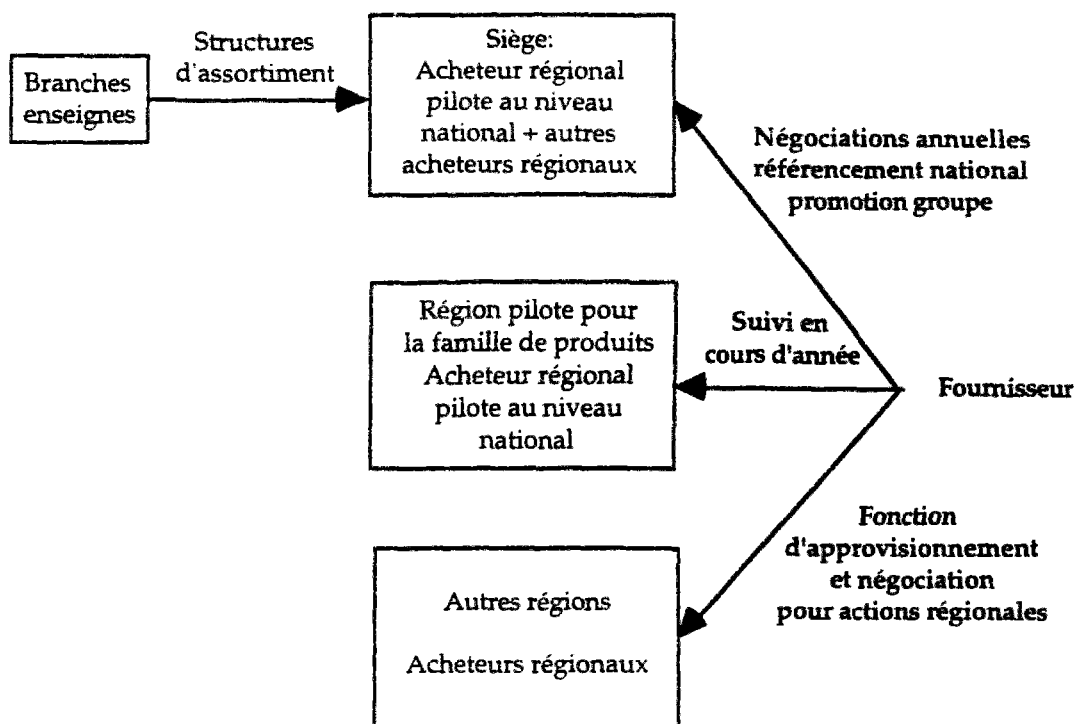 Branches
enseignes
Structures
d'assortiment
Siège:
Acheteur régional
pilote au niveau
national + autres
acheteurs régionaux
Négociations annuelles
référencement national
promotion groupe
Région pilote pour
la famille de produits
Acheteur régional
pilote au niveau
national
Suivi en
cours d'année
Fournisseur
Fonction
d'approvisionnement
et négociation
pour actions régionales
Autres régions
Acheteurs régionaux